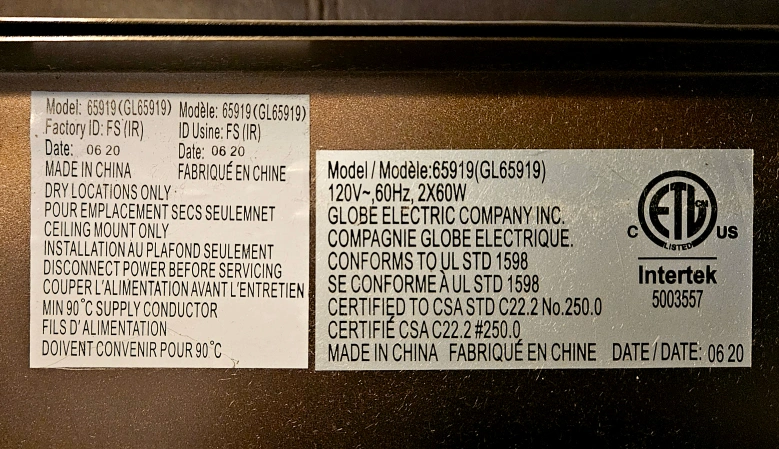 Model: 65919(GL65919) Modèle: 65919(GL65919)
Factory ID: FS (IR) ID Usine: FS (IR)
Date: 06 20 Date: 06 20
MADE IN CHINA FABRIQUÉ EN CHINE
DRY LOCATIONS ONLY
POUR EMPLACEMENT SECS SEULEMNET
CEILING MOUNT ONLY
INSTALLATION AU PLAFOND SEULEMENT
DISCONNECT POWER BEFORE SERVICING
COUPER L'ALIMENTATION AVANT L'ENTRETIEN
MIN 90°C SUPPLY CONDUCTOR
FILS D'ALIMENTATION
DOIVENT CONVENIR POUR 90°C
Model / Modèle:65919(GL65919)
120V~,60Hz, 2X60W
GLOBE ELECTRIC COMPANY INC.
COMPAGNIE GLOBE ELECTRIQUE.
CONFORMS TO UL STD 1598
SE CONFORME À UL STD 1598
CERTIFIED TO CSA STD C22.2 No.250.0
CERTIFIÉ CSA C22.2 #250.0
MADE IN CHINA FABRIQUÉ EN CHINE DATE / DATE: 06 20
ETL CM
LISTED
C US
Intertek
5003557